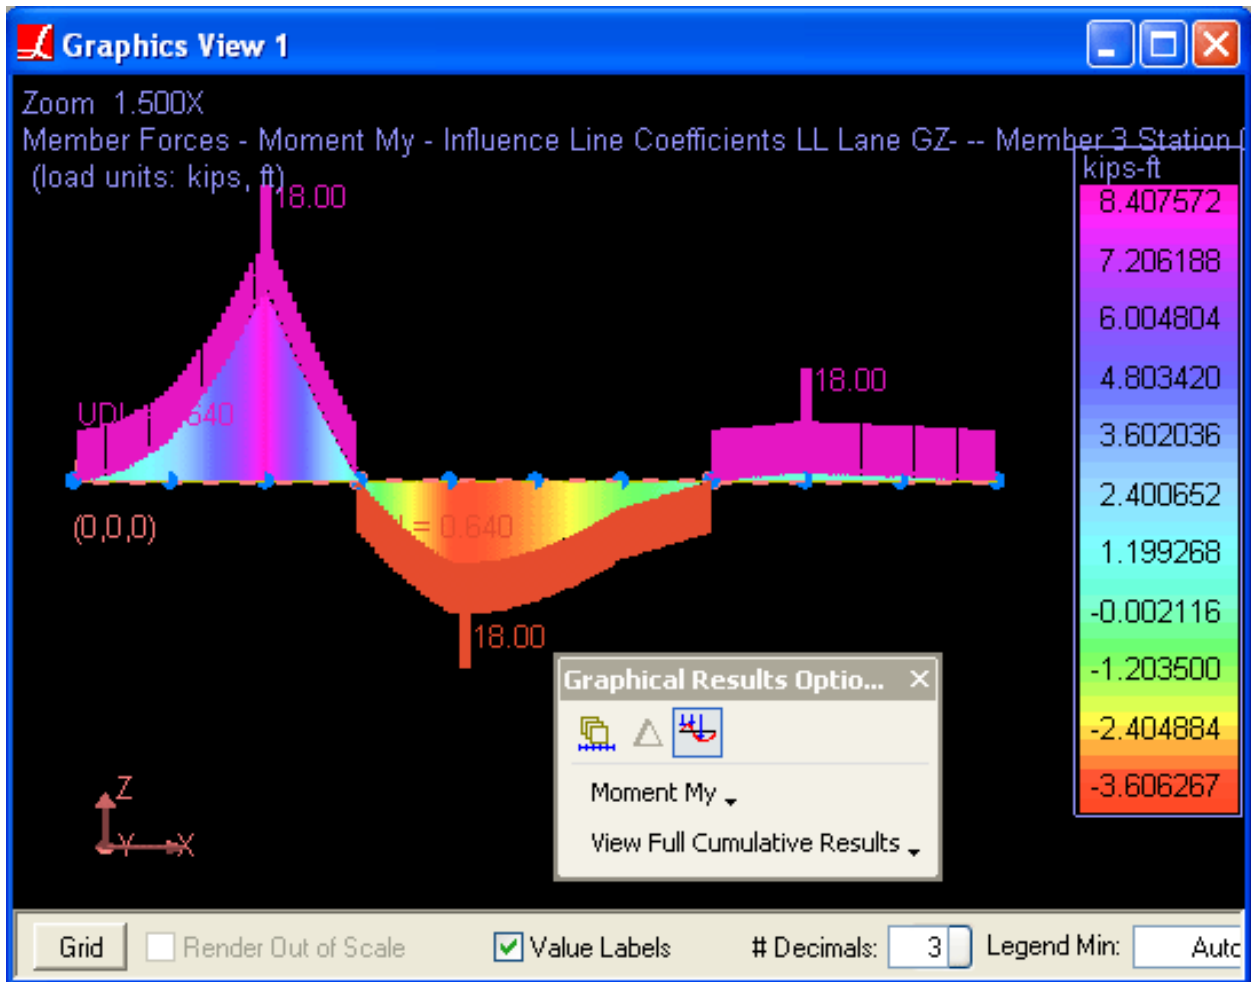 Graphics View 1
Zoom 1.500X
Member Forces - Moment My - Influence Line Coefficients LL Lane GZ- -- Member 3 Station
(load units: kips, ft)
kips-ft
18.00
8.407572
7.206188
6.004804
4.803420
18.00
UDL
640
3.602036
2.400652
(0,0,0)
= 0.640
1.199268
-0.002116
18.00
-1.203500
-2.404884
-3.606267
Graphical Results Optio...
Moment My
View Full Cumulative Results
Z
Y X
Grid Render Out of Scale Value Labels # Decimals: 3 Legend Min: Auto